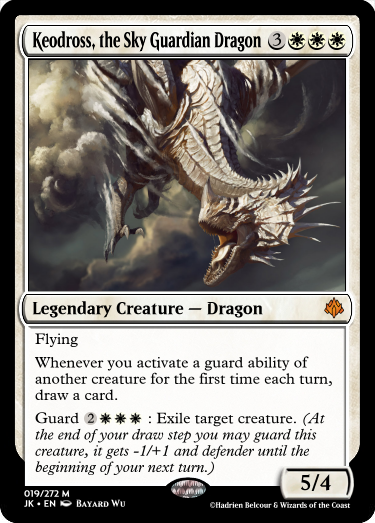 Keodross, the Sky Guardian Dragon 3
Legendary Creature — Dragon
Flying
Whenever you activate a guard ability of
another creature for the first time each turn,
draw a card.
Guard 2 : Exile target creature. (At
the end of your draw step you may guard this
creature, it gets -1/+1 and defender until the
beginning of your next turn.)
5/4
019/272 M
JK • EN Bayard Wu
©Hadrien Belcour & Wizards of the Coast